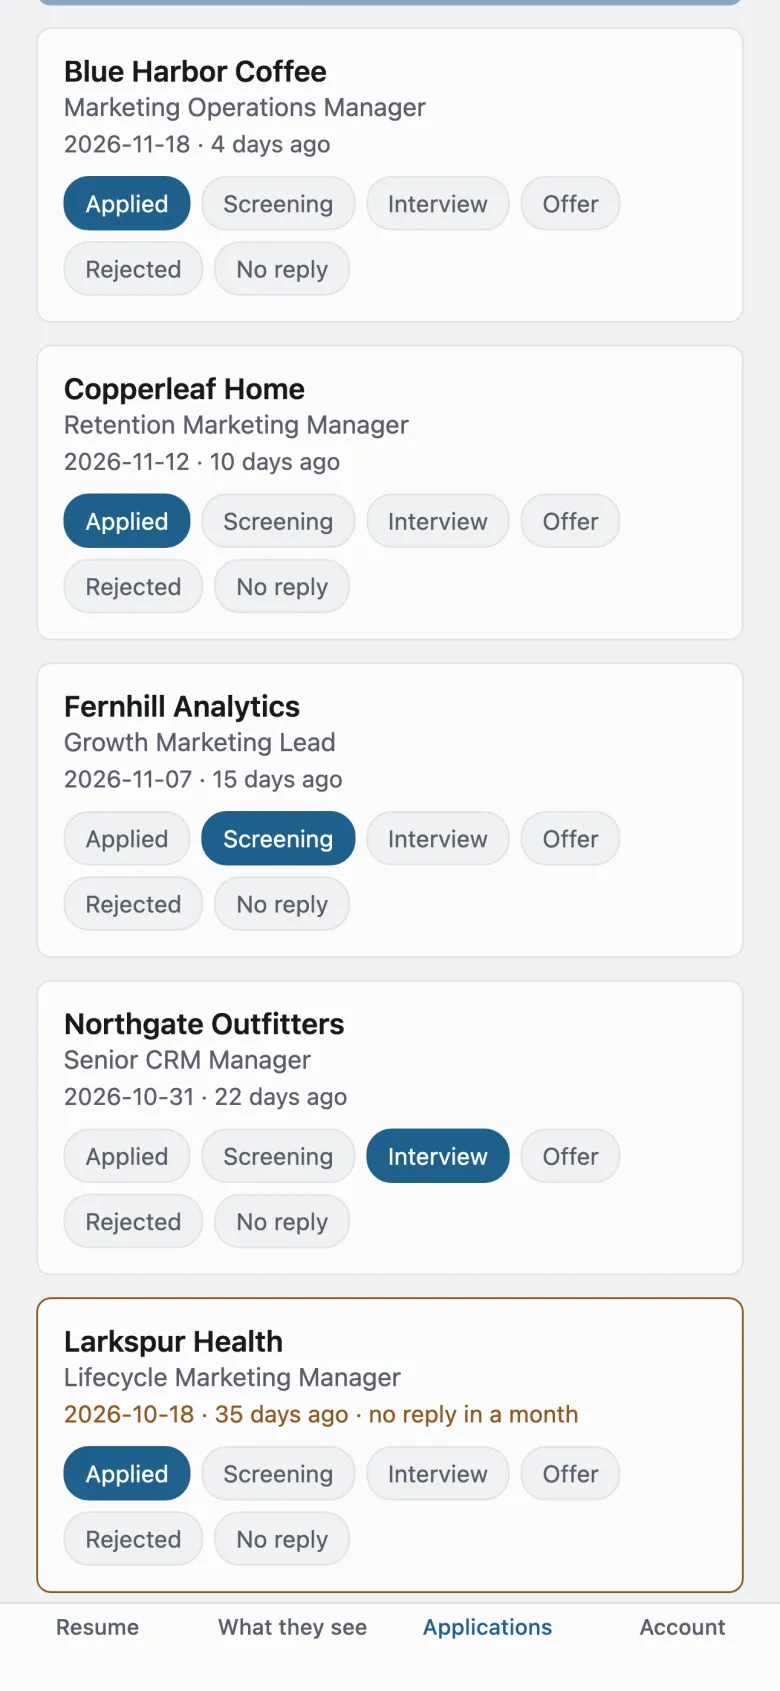 Blue Harbor Coffee
Marketing Operations Manager
2026-11-18 · 4 days ago
Applied Screening Interview Offer
Rejected No reply
Copperleaf Home
Retention Marketing Manager
2026-11-12 · 10 days ago
Applied Screening Interview Offer
Rejected No reply
Fernhill Analytics
Growth Marketing Lead
2026-11-07 · 15 days ago
Applied Screening Interview Offer
Rejected No reply
Northgate Outfitters
Senior CRM Manager
2026-10-31 · 22 days ago
Applied Screening Interview Offer
Rejected No reply
Larkspur Health
Lifecycle Marketing Manager
2026-10-18 · 35 days ago · no reply in a month
Applied Screening Interview Offer
Rejected No reply
Resume What they see Applications Account